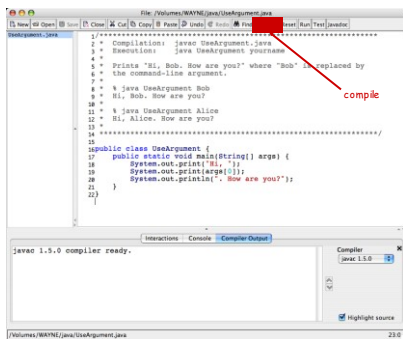 File: /Volumes/WAYNE/java/UseArgument.java
New Open Save Close Cut Copy Paste Undo Redo Find Reset Run Test Javadoc
UseArgument.java
1 /******************************************************************
2 * Compilation: javac UseArgument.java
3 * Execution: java UseArgument yourname
4 *
5 * Prints "Hi, Bob. How are you?" where "Bob" is replaced by
6 * the command-line argument.
7 *
8 * % java UseArgument Bob
9 * Hi, Bob. How are you?
10 *
11 * % java UseArgument Alice
12 * Hi, Alice. How are you?
13 *
14 ******************************************************************/
15
16 public class UseArgument {
17 public static void main(String[] args) {
18 System.out.print("Hi, ");
19 System.out.print(args[0]);
20 System.out.println(". How are you?");
21 }
22 }
compile
Interactions Console Compiler Output
javac 1.5.0 compiler ready.
Compiler
javac 1.5.0
Highlight source
/Volumes/WAYNE/java/UseArgument.java
23:0